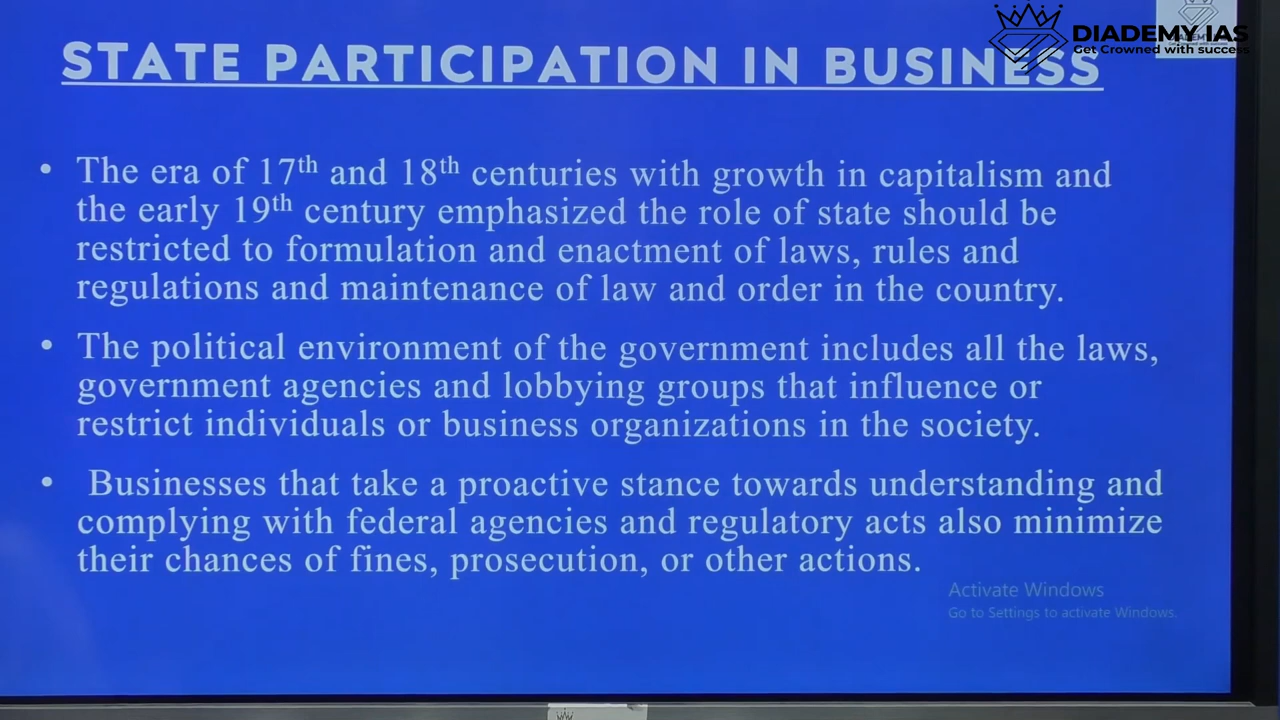 DIADEMY IAS
Get Crowned with success
STATE PARTICIPATION IN BUSINESS
• The era of 17th and 18th centuries with growth in capitalism and
the early 19th century emphasized the role of state should be
restricted to formulation and enactment of laws, rules and
regulations and maintenance of law and order in the country.
• The political environment of the government includes all the laws,
government agencies and lobbying groups that influence or
restrict individuals or business organizations in the society.
• Businesses that take a proactive stance towards understanding and
complying with federal agencies and regulatory acts also minimize
their chances of fines, prosecution, or other actions.
Activate Windows
Go to Settings to activate Windows.